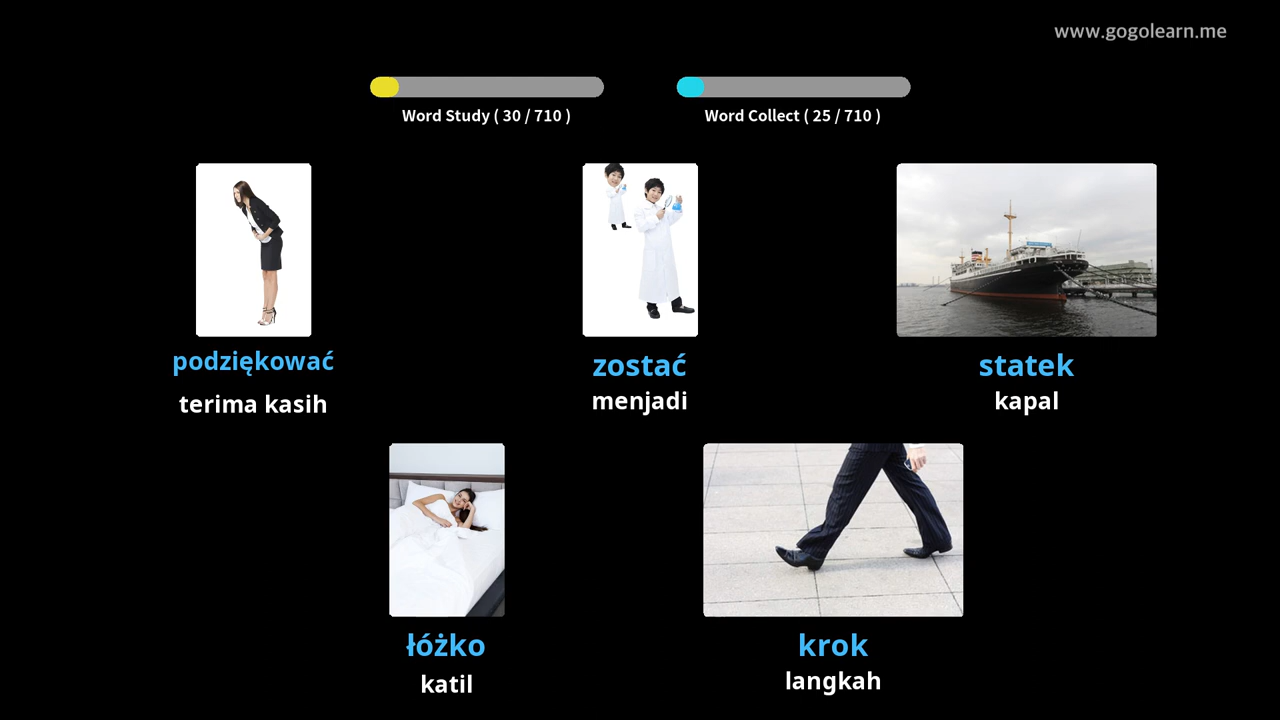 www.gogolearn.me
Word Study ( 30 / 710 )
Word Collect ( 25 / 710 )
podziękować
terima kasih
zostać
menjadi
statek
kapal
łóżko
katil
krok
langkah